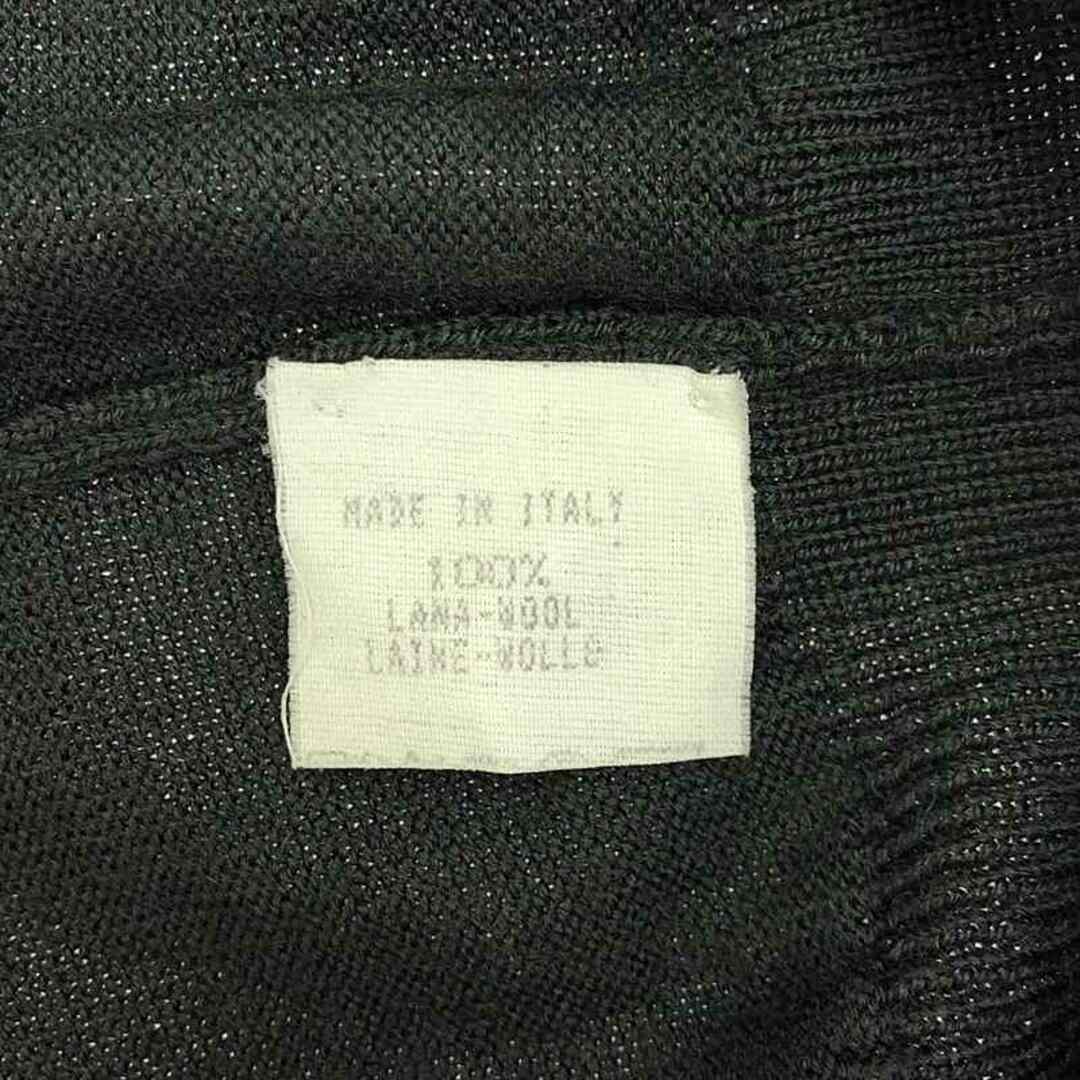 MADE IN ITALY
100%
LANA-WOOL
LAINE-WOLLE